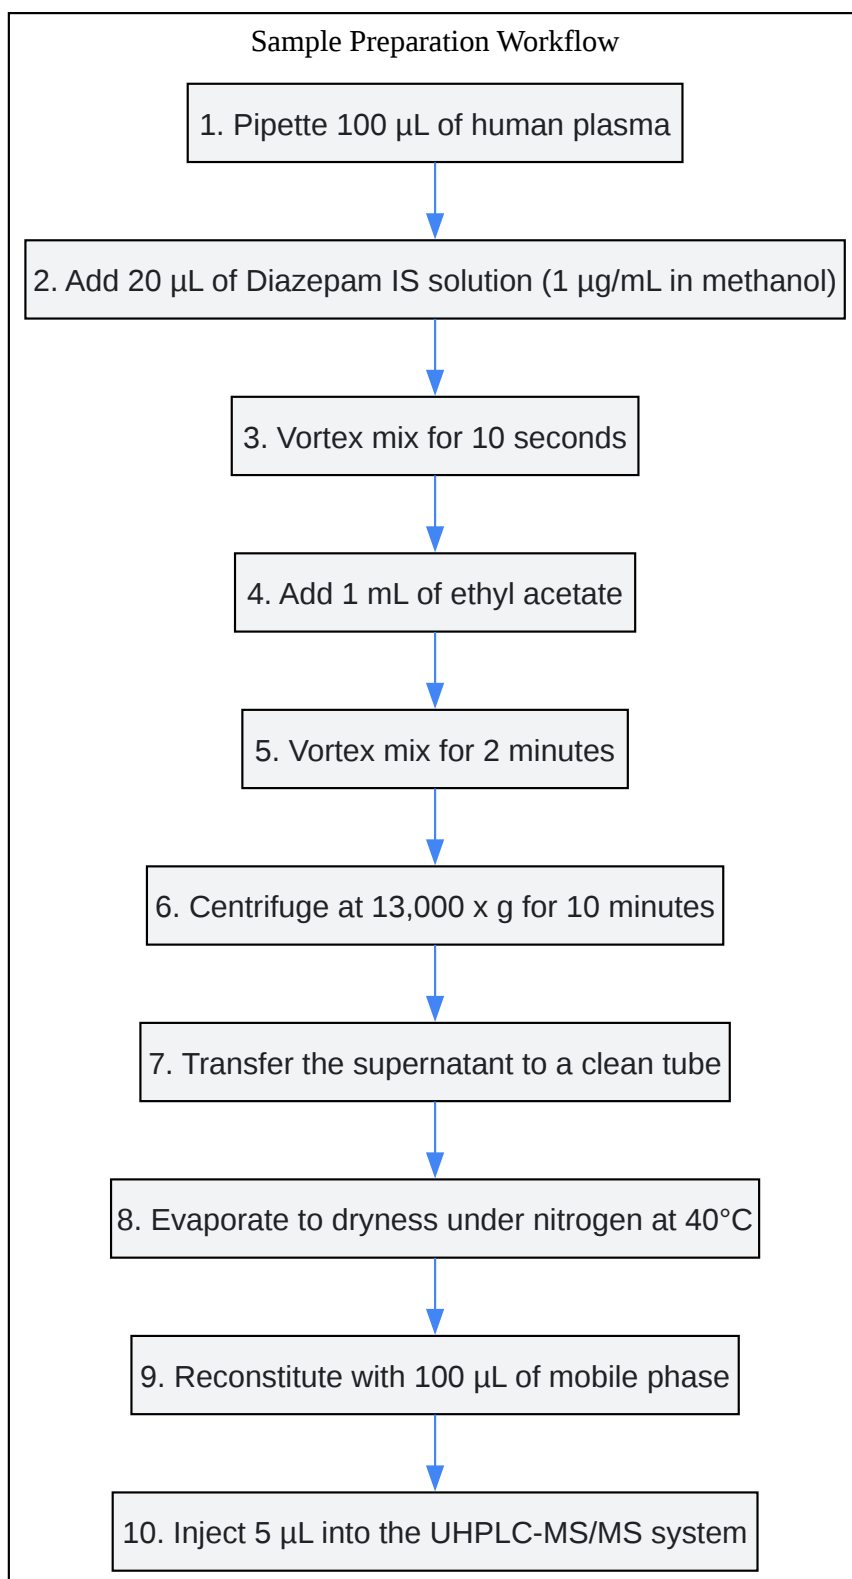 Sample Preparation Workflow
1. Pipette 100 µL of human plasma
2. Add 20 µL of Diazepam IS solution (1 µg/mL in methanol)
3. Vortex mix for 10 seconds
4. Add 1 mL of ethyl acetate
5. Vortex mix for 2 minutes
6. Centrifuge at 13,000 x g for 10 minutes
7. Transfer the supernatant to a clean tube
8. Evaporate to dryness under nitrogen at 40°C
9. Reconstitute with 100 µL of mobile phase
10. Inject 5 µL into the UHPLC-MS/MS system